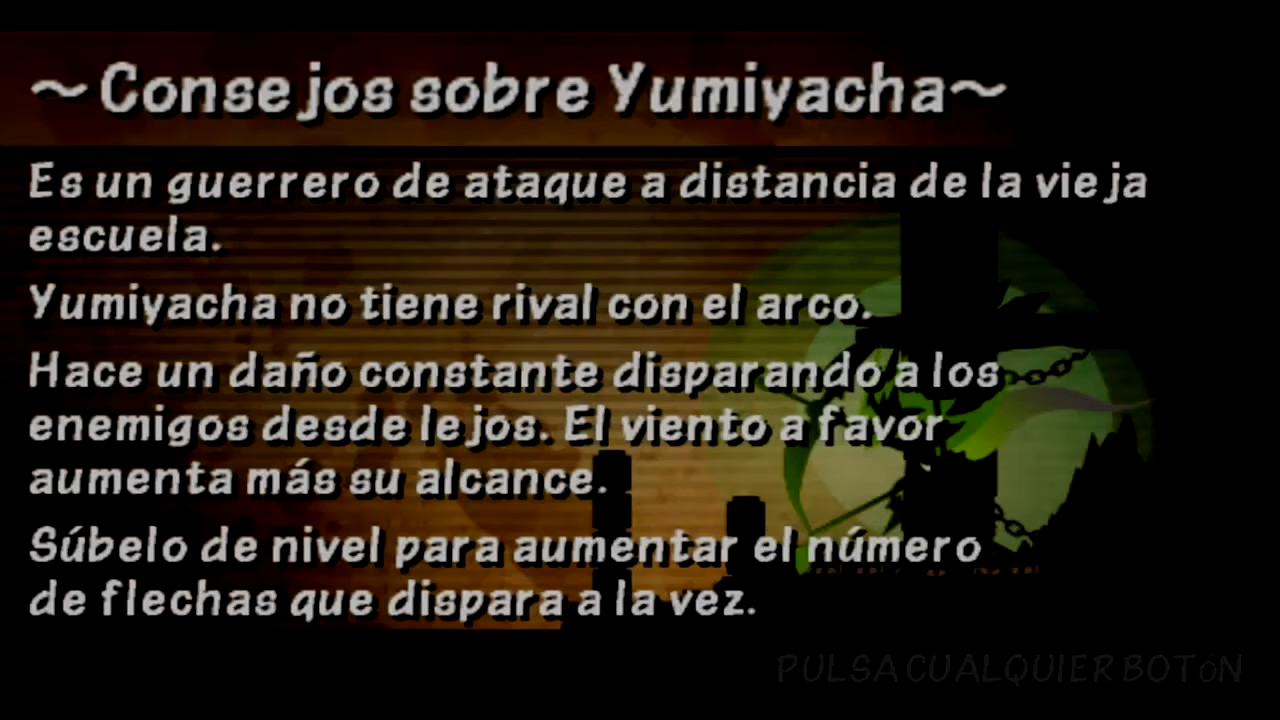 ～Consejos sobre Yumiyacha～
Es un guerrero de ataque a distancia de la vieja
escuela.
Yumiyacha no tiene rival con el arco.
Hace un daño constante disparando a los
enemigos desde lejos. El viento a favor
aumenta más su alcance.
Súbelo de nivel para aumentar el número
de flechas que dispara a la vez.
PULSA CUALQUIER BOTÓN